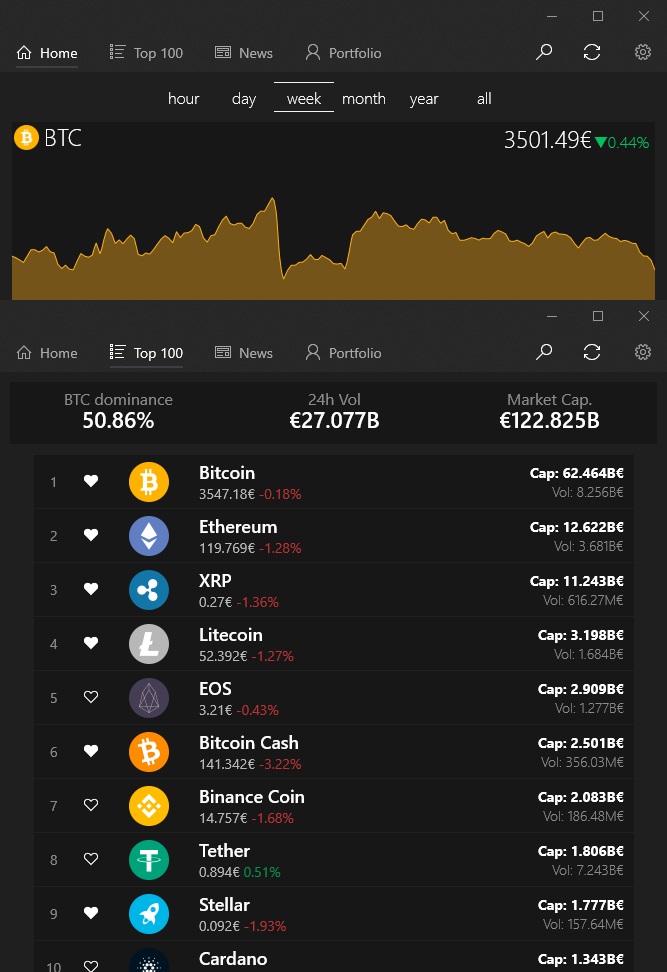 Home Top 100 News Portfolio
hour day week month year all
BTC 3501.49€▼0.44%
Home Top 100 News Portfolio
BTC dominance 24h Vol Market Cap.
50.86% €27.077B €122.825B
1 Bitcoin Cap: 62.464B€
3547.18€ -0.18% Vol: 8.256B€
2 Ethereum Cap: 12.622B€
119.769€ -1.28% Vol: 3.681B€
3 XRP Cap: 11.243B€
0.27€ -1.36% Vol: 616.27M€
4 Litecoin Cap: 3.198B€
52.392€ -1.27% Vol: 1.684B€
5 EOS Cap: 2.909B€
3.21€ -0.43% Vol: 1.277B€
6 Bitcoin Cash Cap: 2.501B€
141.342€ -3.22% Vol: 356.03M€
7 Binance Coin Cap: 2.083B€
14.757€ -1.68% Vol: 186.48M€
8 Tether Cap: 1.806B€
0.894€ 0.51% Vol: 7.243B€
9 Stellar Cap: 1.777B€
0.092€ -1.93% Vol: 157.64M€
10 Cardano Cap: 1.343B€